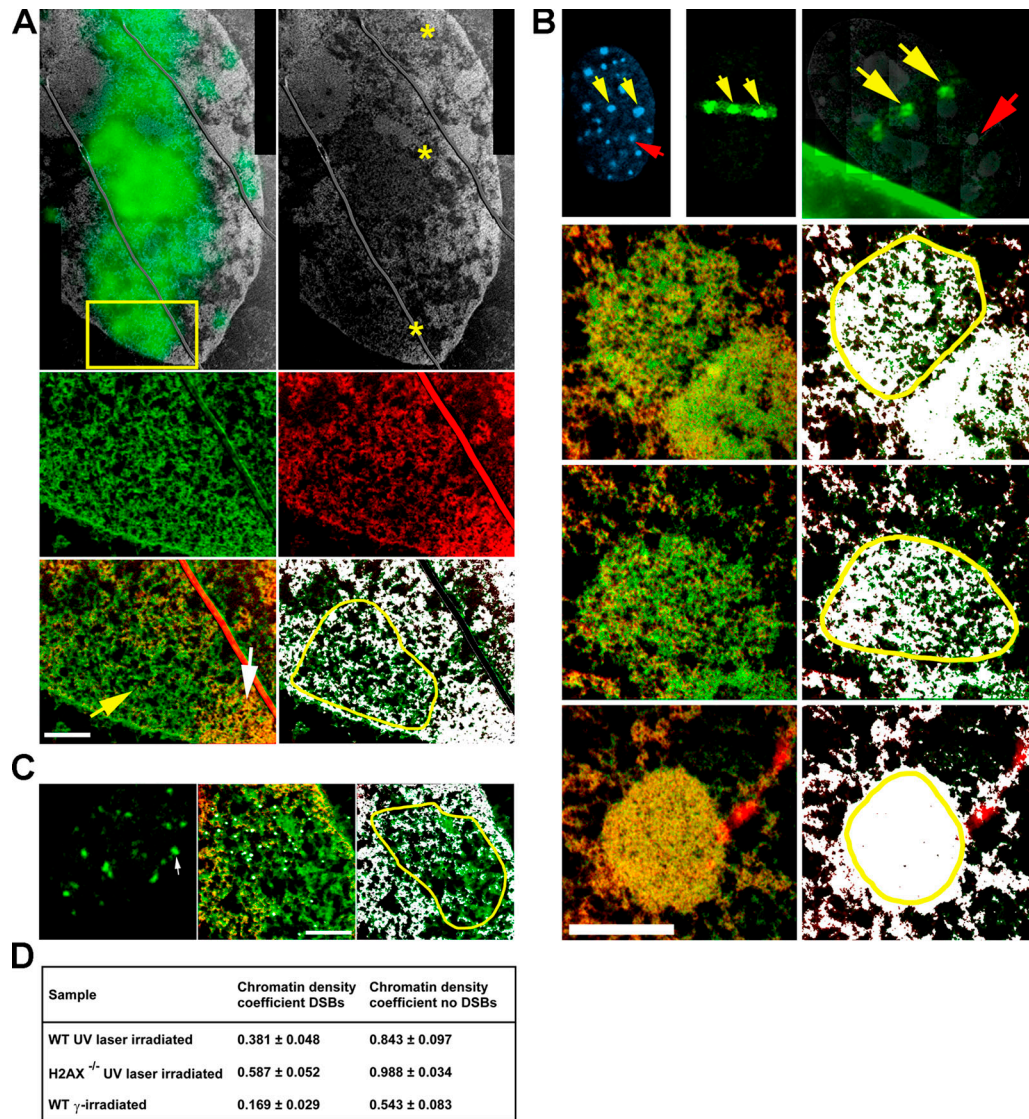 A
B
C
D
Sample Chromatin density coefficient DSBs Chromatin density coefficient no DSBs
WT UV laser irradiated 0.381 ± 0.048 0.843 ± 0.097
H2AX -/- UV laser irradiated 0.587 ± 0.052 0.988 ± 0.034
WT γ-irradiated 0.169 ± 0.029 0.543 ± 0.083